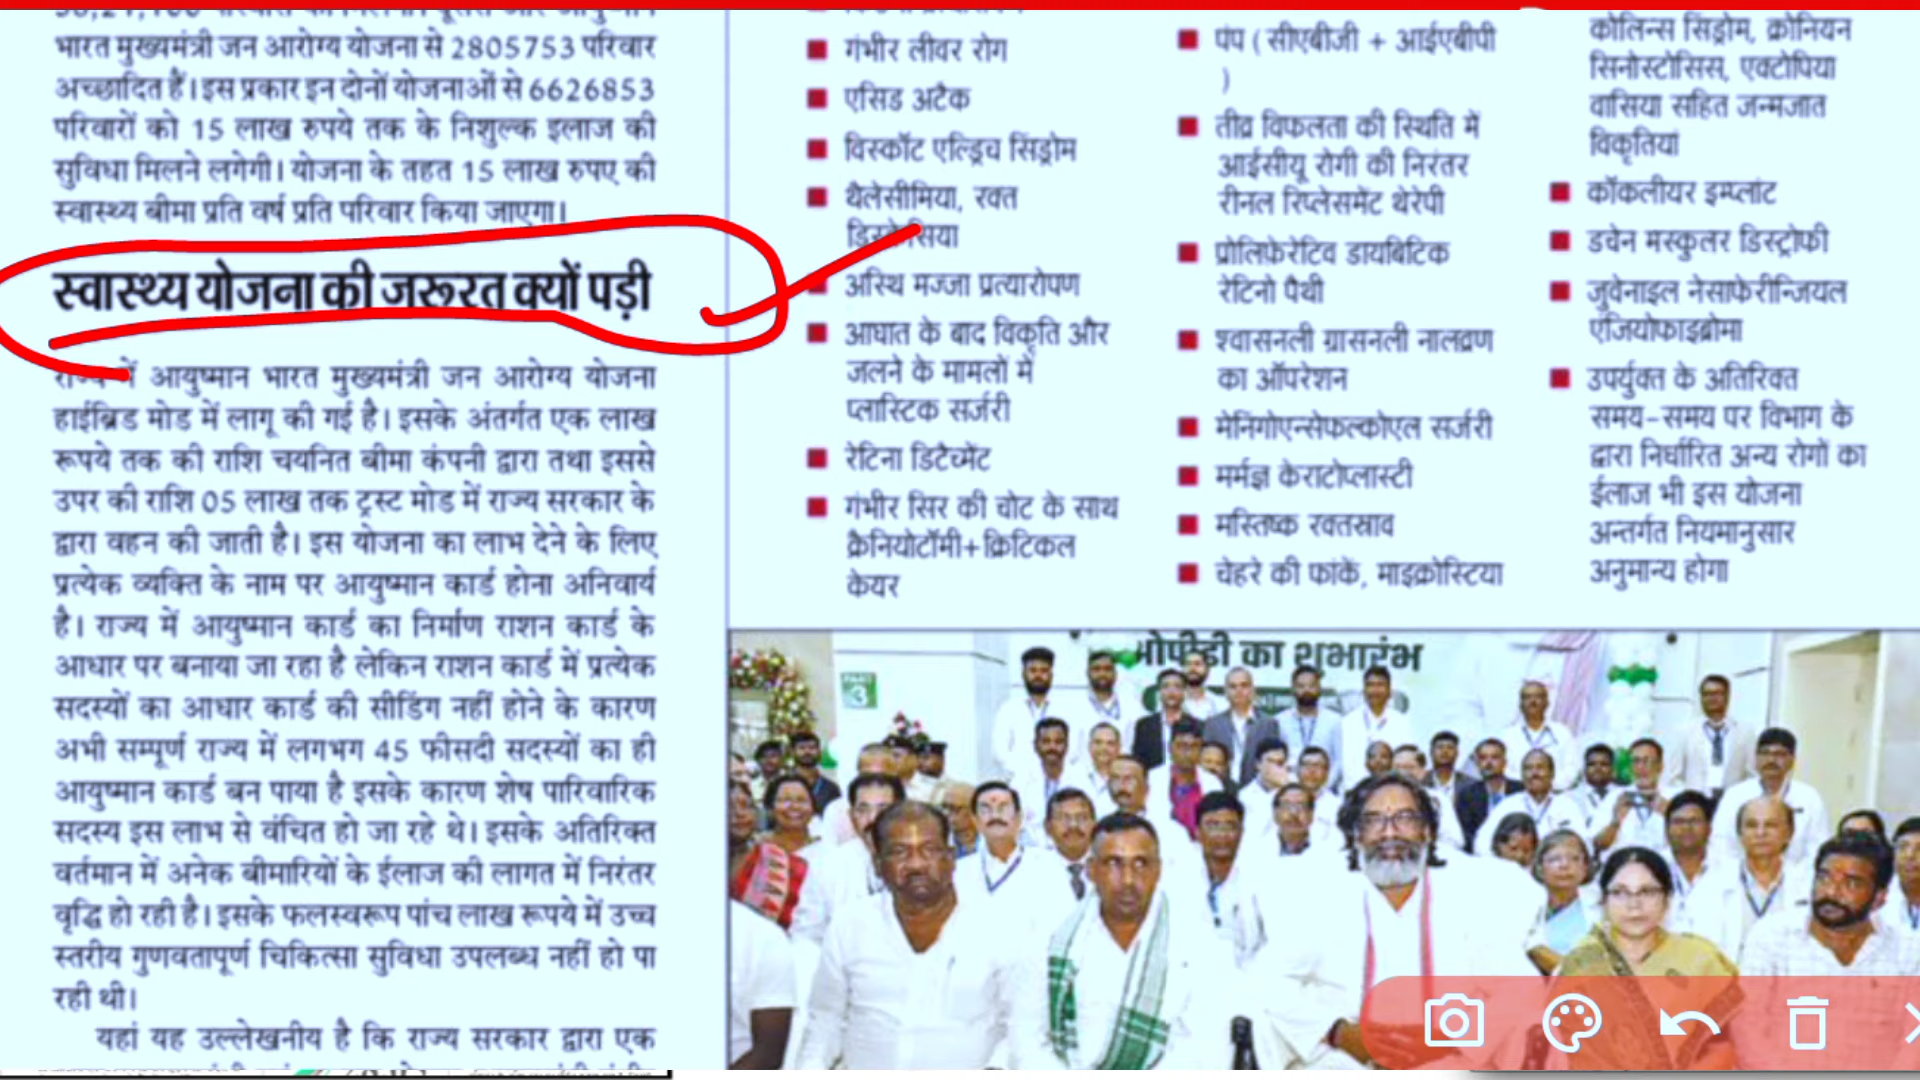 भारत मुख्यमंत्री जन आरोग्य योजना से 2805753 परिवार
अच्छादित हैं। इस प्रकार इन दोनों योजनाओं से 6626853
परिवारों को 15 लाख रुपये तक के निशुल्क इलाज की
सुविधा मिलने लगेगी। योजना के तहत 15 लाख रुपए की
स्वास्थ्य बीमा प्रति वर्ष प्रति परिवार किया जाएगा।
स्वास्थ्य योजना की जरूरत क्यों पड़ी
राज्य में आयुष्मान भारत मुख्यमंत्री जन आरोग्य योजना
हाईब्रिड मोड में लागू की गई है। इसके अंतर्गत एक लाख
रूपये तक की राशि चयनित बीमा कंपनी द्वारा तथा इससे
उपर की राशि 05 लाख तक ट्रस्ट मोड में राज्य सरकार के
द्वारा वहन की जाती है। इस योजना का लाभ देने के लिए
प्रत्येक व्यक्ति के नाम पर आयुष्मान कार्ड होना अनिवार्य
है। राज्य में आयुष्मान कार्ड का निर्माण राशन कार्ड के
आधार पर बनाया जा रहा है लेकिन राशन कार्ड में प्रत्येक
सदस्यों का आधार कार्ड की सीडिंग नहीं होने के कारण
अभी सम्पूर्ण राज्य में लगभग 45 फीसदी सदस्यों का ही
आयुष्मान कार्ड बन पाया है इसके कारण शेष पारिवारिक
सदस्य इस लाभ से वंचित हो जा रहे थे। इसके अतिरिक्त
वर्तमान में अनेक बीमारियों के ईलाज की लागत में निरंतर
वृद्धि हो रही है। इसके फलस्वरूप पांच लाख रूपये में उच्च
स्तरीय गुणवतापूर्ण चिकित्सा सुविधा उपलब्ध नहीं हो पा
रही थी।
यहां यह उल्लेखनीय है कि राज्य सरकार द्वारा एक
गंभीर लीवर रोग
एसिड अटैक
विस्कॉट एल्ड्रिच सिंड्रोम
थैलेसीमिया, रक्त
अस्थि मज्जा प्रत्यारोपण
आघात के बाद विकृति और
जलने के मामलों में
प्लास्टिक सर्जरी
रेटिना डिटैच्मेंट
गंभीर सिर की चोट के साथ
क्रैनियोटॉमी+क्रिटिकल
केयर
पंप ( सीएबीजी + आईएबीपी
)
तीव्र विफलता की स्थिति में
आईसीयू रोगी की निरंतर
रीनल रिप्लेसमेंट थेरेपी
प्रोलिफेरेटिव डायबिटिक
रेटिनो पैथी
श्वासनली ग्रासनली नालव्रण
का ऑपरेशन
मेनिंगोएन्सेफल्कोएल सर्जरी
मर्मज्ञ केराटोप्लास्टी
मस्तिष्क रक्तस्राव
चेहरे की फांकें, माइक्रोस्टिया
कोलिन्स सिंड्रोम, क्रोनियन
सिनोस्टोसिस, एक्टोपिया
वासिया सहित जन्मजात
विकृतियां
कॉकलीयर इम्प्लांट
डचेन मस्कुलर डिस्ट्रोफी
जुवेनाइल नेसाफेरीन्जियल
एंजियोफाइब्रोमा
उपर्युक्त के अतिरिक्त
समय-समय पर विभाग के
द्वारा निर्धारित अन्य रोगों का
ईलाज भी इस योजना
अन्तर्गत नियमानुसार
अनुमान्य होगा
ओपीडी का शुभारंभ
3